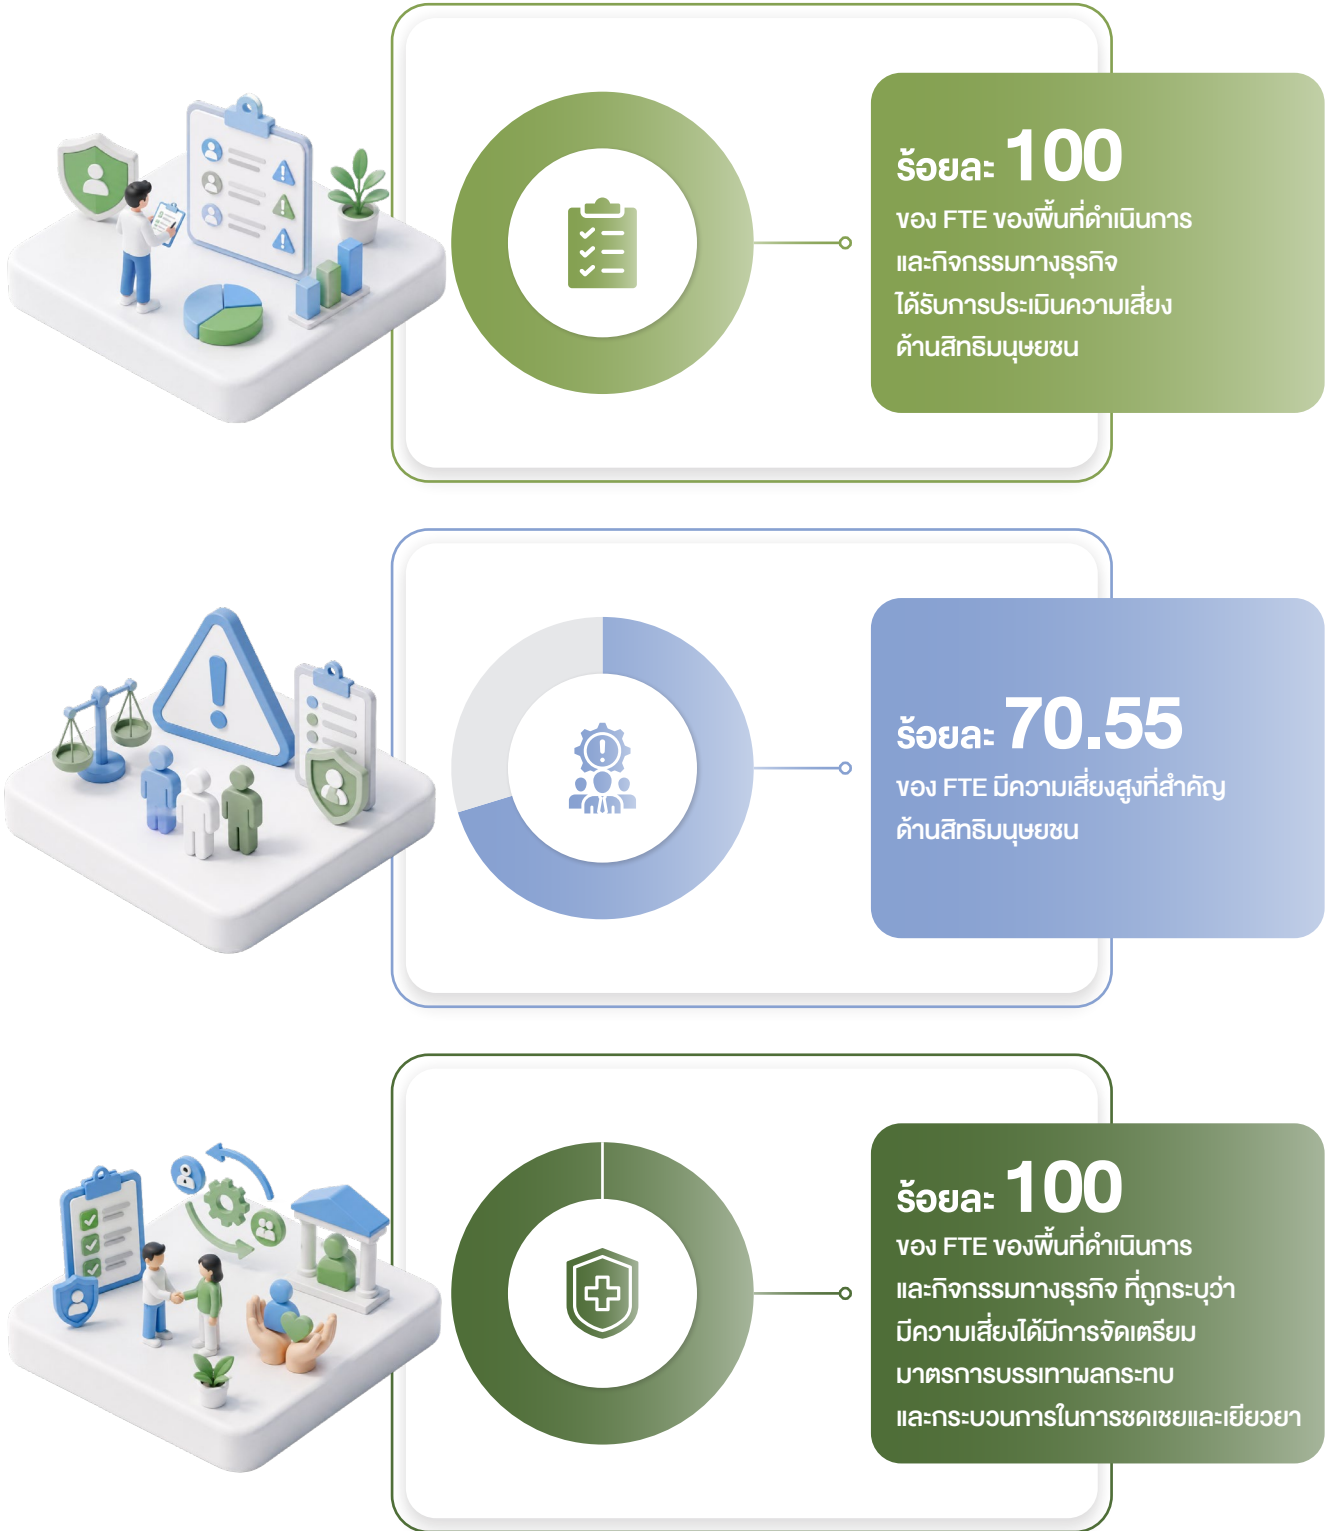 ร้อยละ 100
ของ FTE ของพื้นที่ดำเนินการ
และกิจกรรมทางธุรกิจ
ได้รับการประเมินความเสี่ยง
ด้านสิทธิมนุษยชน
ร้อยละ 70.55
ของ FTE มีความเสี่ยงสูงที่สำคัญ
ด้านสิทธิมนุษยชน
ร้อยละ 100
ของ FTE ของพื้นที่ดำเนินการ
และกิจกรรมทางธุรกิจ ที่ถูกระบุว่า
มีความเสี่ยงได้มีการจัดเตรียม
มาตรการบรรเทาผลกระทบ
และกระบวนการในการชดเชยและเยียวยา